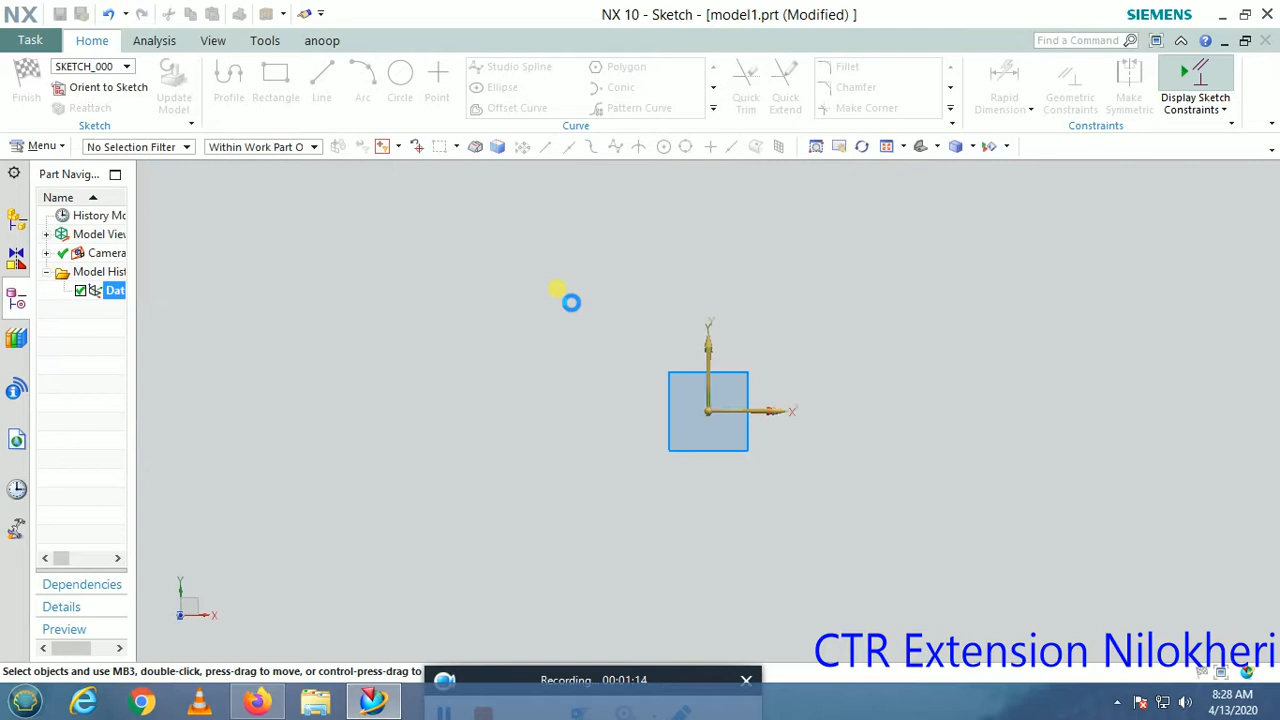 NX NX 10 - Sketch - [model1.prt (Modified) ] SIEMENS
Task Home Analysis View Tools anoop Find a Command
SKETCH_000
Orient to Sketch
Reattach
Finish Update
Model
Sketch
Profile Rectangle Line Arc Circle Point
Studio Spline Polygon
Ellipse Conic
Offset Curve Pattern Curve
Quick
Trim
Quick
Extend
Fillet
Chamfer
Make Corner
Curve
Rapid
Dimension
Geometric
Constraints
Make
Symmetric
Display Sketch
Constraints
Constraints
Menu No Selection Filter Within Work Part O
Part Navig...
Name
History Mo
Model View
Camera
Model Hist
Dat
Y
X
Dependencies
Details
Preview
Y
X
CTR Extension Nilokheri
Select objects and use MB3, double-click, press-drag to move, or control-press-drag to
Recording... 00:01:14
8:28 AM
4/13/2020